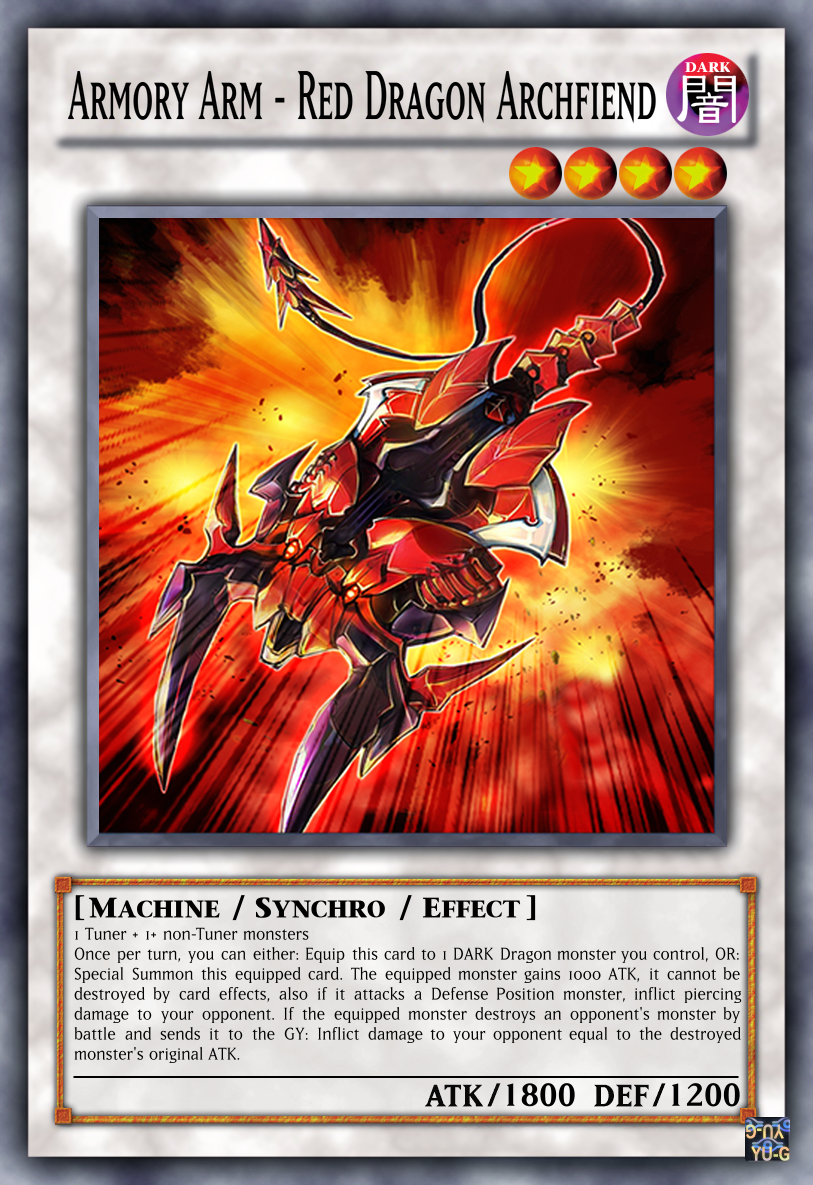 Armory Arm - Red Dragon Archfiend
DARK
闇
[ Machine / Synchro / Effect ]
1 Tuner + 1+ non-Tuner monsters
Once per turn, you can either: Equip this card to 1 DARK Dragon monster you control, OR:
Special Summon this equipped card. The equipped monster gains 1000 ATK, it cannot be
destroyed by card effects, also if it attacks a Defense Position monster, inflict piercing
damage to your opponent. If the equipped monster destroys an opponent's monster by
battle and sends it to the GY: Inflict damage to your opponent equal to the destroyed
monster's original ATK.
ATK/1800 DEF/1200
YU-G
YU-G